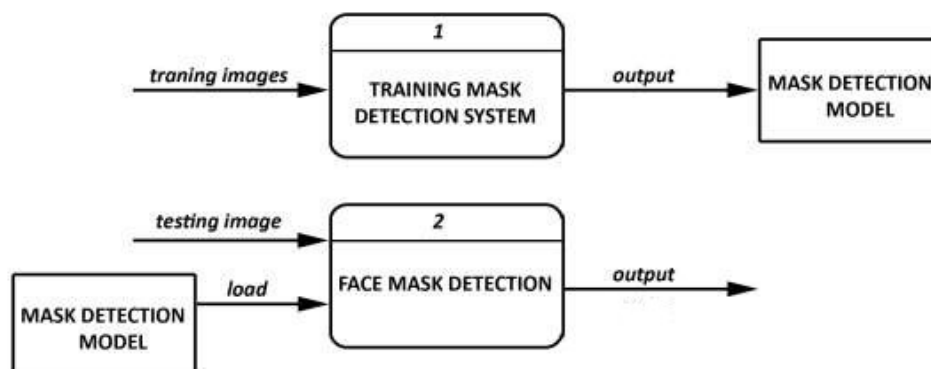 1
traning images
TRAINING MASK
DETECTION SYSTEM
output
MASK DETECTION
MODEL
testing image
2
FACE MASK DETECTION
output
load
MASK DETECTION
MODEL